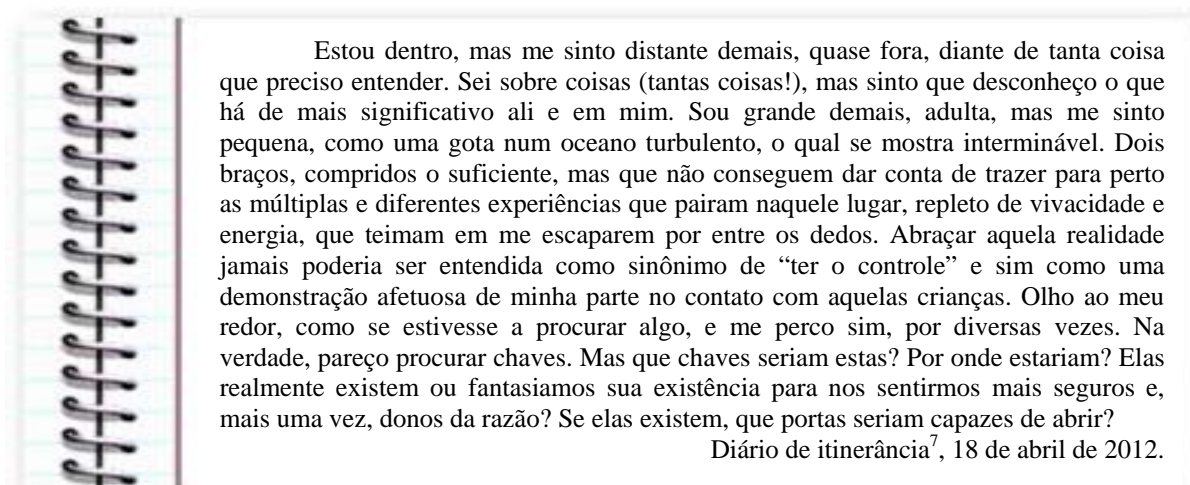 Estou dentro, mas me sinto distante demais, quase fora, diante de tanta coisa
que preciso entender. Sei sobre coisas (tantas coisas!), mas sinto que desconheço o que
há de mais significativo ali e em mim. Sou grande demais, adulta, mas me sinto
pequena, como uma gota num oceano turbulento, o qual se mostra interminável. Dois
braços, compridos o suficiente, mas que não conseguem dar conta de trazer para perto
as múltiplas e diferentes experiências que pairam naquele lugar, repleto de vivacidade e
energia, que teimam em me escaparem por entre os dedos. Abraçar aquela realidade
jamais poderia ser entendida como sinônimo de “ter o controle” e sim como uma
demonstração afetuosa de minha parte no contato com aquelas crianças. Olho ao meu
redor, como se estivesse a procurar algo, e me perco sim, por diversas vezes. Na
verdade, pareço procurar chaves. Mas que chaves seriam estas? Por onde estariam? Elas
realmente existem ou fantasiamos sua existência para nos sentirmos mais seguros e,
mais uma vez, donos da razão? Se elas existem, que portas seriam capazes de abrir?
Diário de itinerância⁷, 18 de abril de 2012.